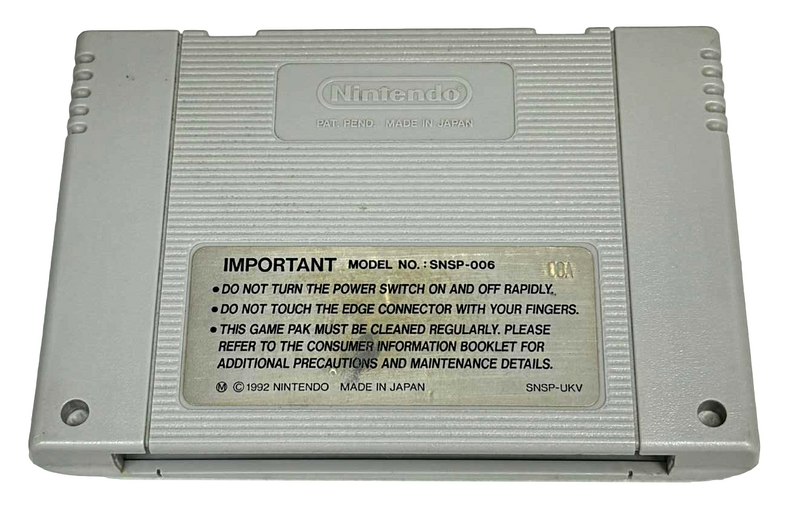 Nintendo
PAT. PEND. MADE IN JAPAN
IMPORTANT MODEL NO. : SNSP-006
00A
• DO NOT TURN THE POWER SWITCH ON AND OFF RAPIDLY.
• DO NOT TOUCH THE EDGE CONNECTOR WITH YOUR FINGERS.
• THIS GAME PAK MUST BE CLEANED REGULARLY. PLEASE
REFER TO THE CONSUMER INFORMATION BOOKLET FOR
ADDITIONAL PRECAUTIONS AND MAINTENANCE DETAILS.
Ⓜ © 1992 NINTENDO MADE IN JAPAN SNSP-UKV